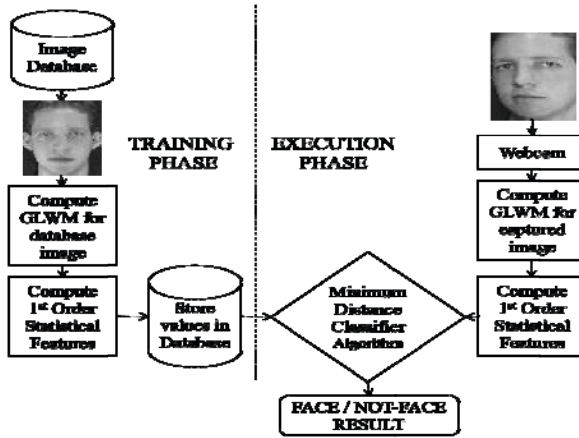 Image
Database
TRAINING
PHASE
Compute
GLWM for
database
image
Compute
1st Order
Statistical
Features
Store
values in
Database
EXECUTION
PHASE
Webcam
Compute
GLWM for
captured
image
Compute
1st Order
Statistical
Features
Minimum
Distance
Classifier
Algorithm
FACE / NOT-FACE
RESULT